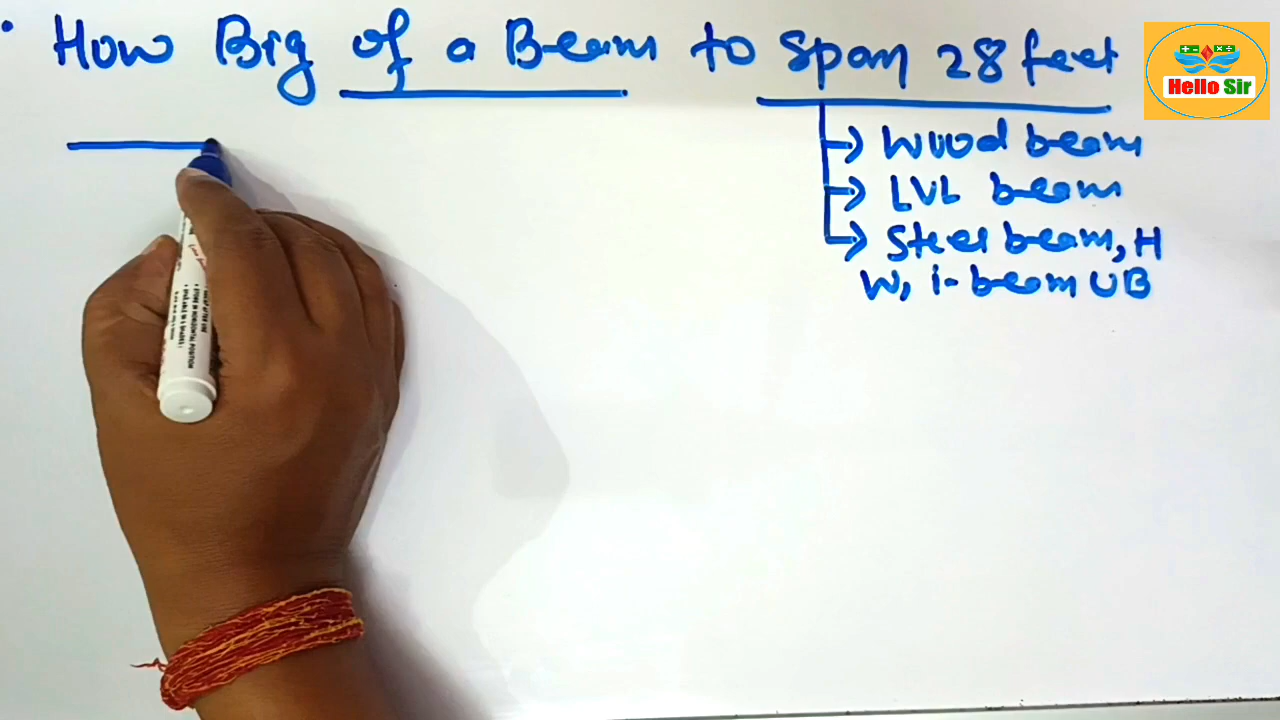 • How Big of a Beam to Span 28 feet
Hello Sir
→ Wood beam
→ LVL beam
→ Steel beam, H
W, i-beam UB